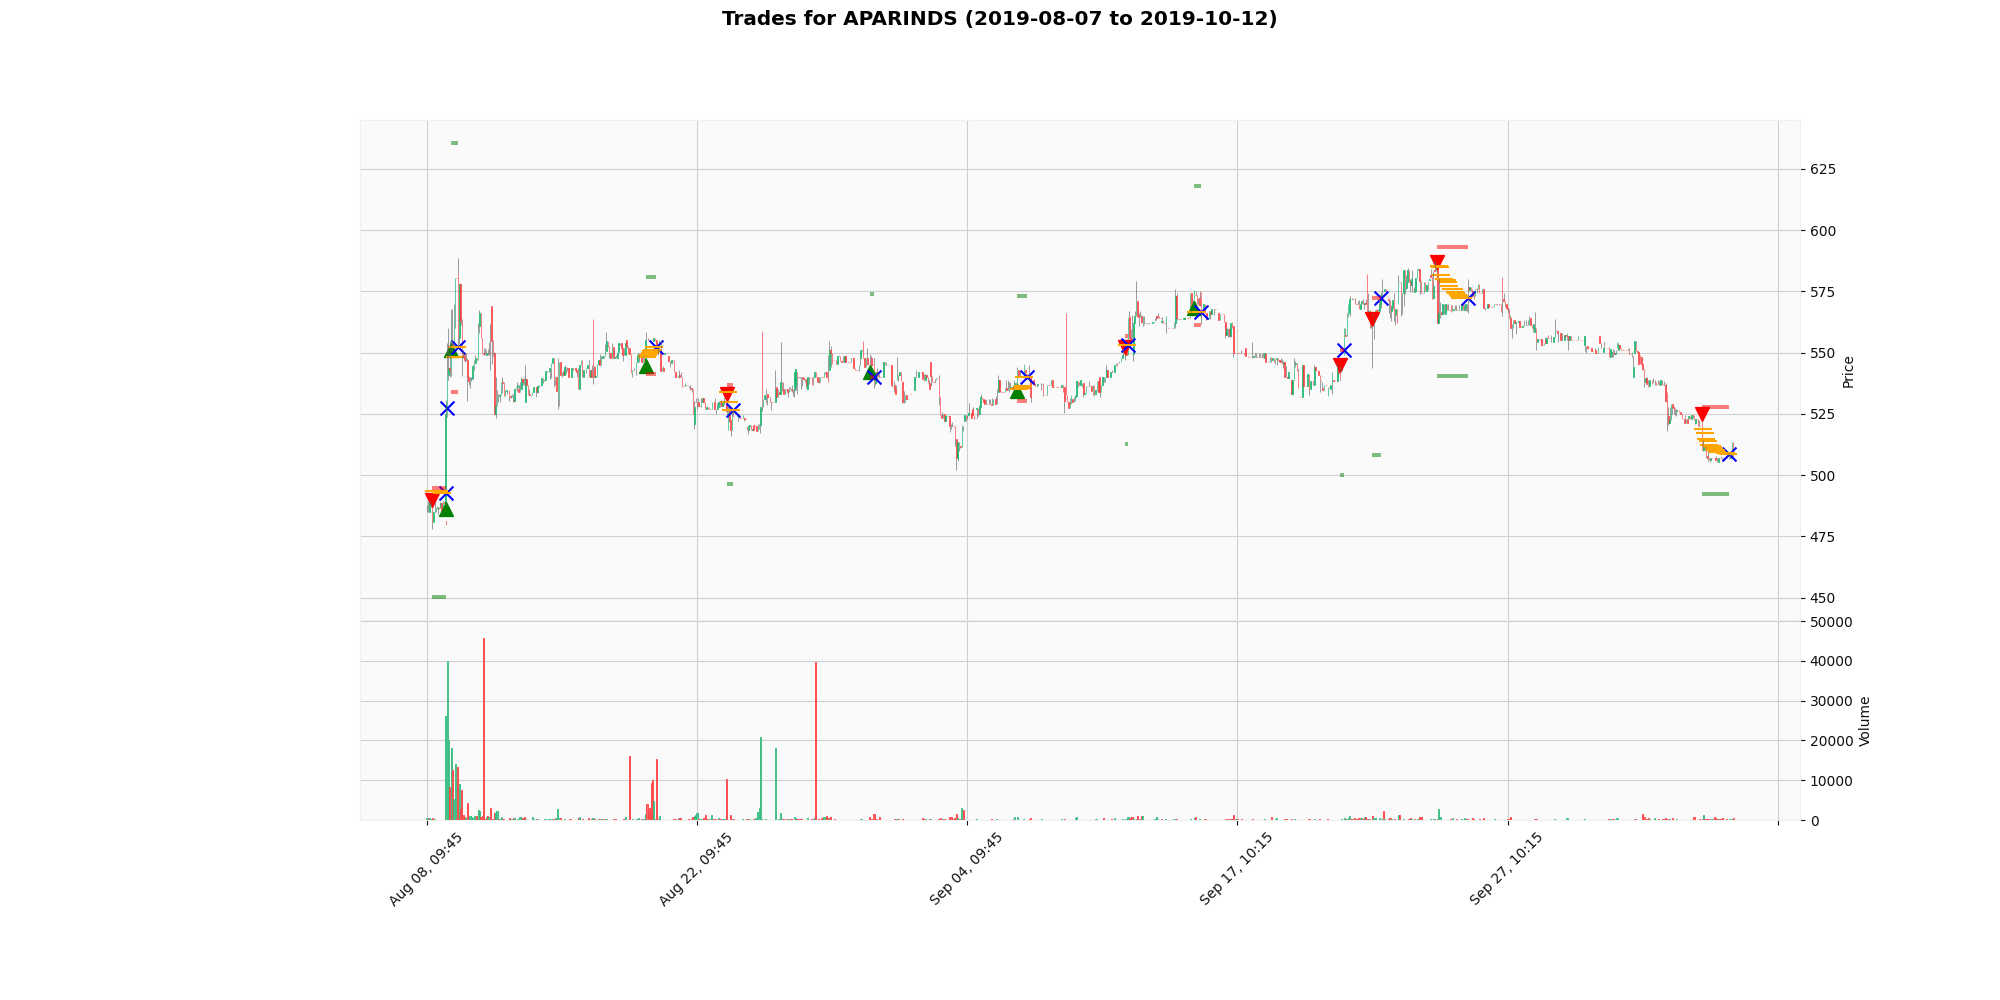 Trades for APARINDS (2019-08-07 to 2019-10-12)
625
600
575
550
525
500
475
450
Price
50000
40000
30000
20000
10000
0
Volume
Aug 08, 09:45
Aug 22, 09:45
Sep 04, 09:45
Sep 17, 10:15
Sep 27, 10:15